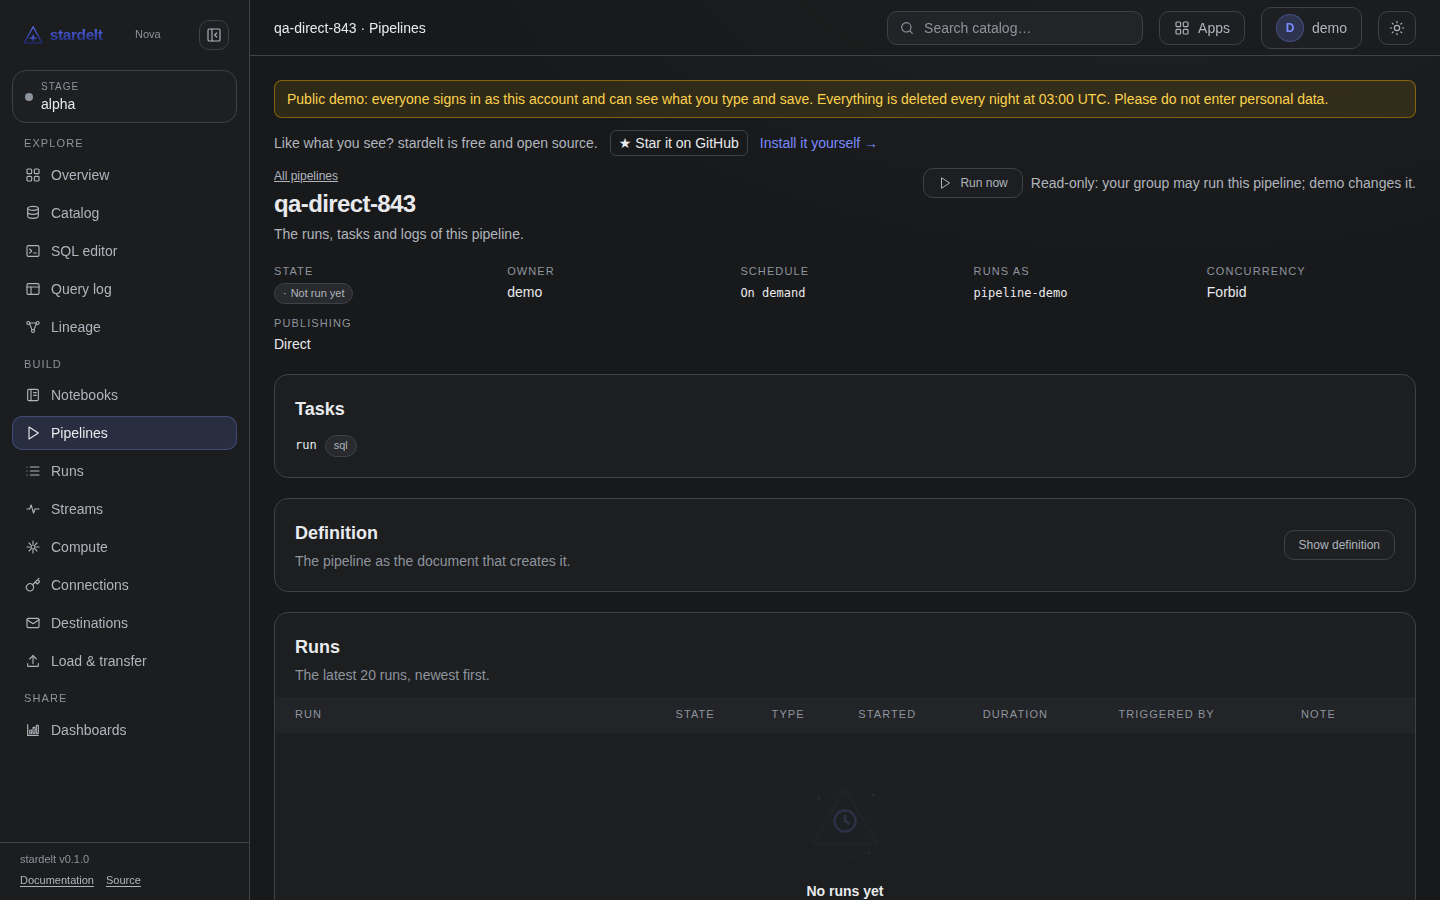 stardelt Nova
STAGE
alpha
EXPLORE
Overview
Catalog
SQL editor
Query log
Lineage
BUILD
Notebooks
Pipelines
Runs
Streams
Compute
Connections
Destinations
Load & transfer
SHARE
Dashboards
stardelt v0.1.0
Documentation Source
qa-direct-843 · Pipelines
Search catalog…
Apps
D demo
Public demo: everyone signs in as this account and can see what you type and save. Everything is deleted every night at 03:00 UTC. Please do not enter personal data.
Like what you see? stardelt is free and open source. ★ Star it on GitHub Install it yourself →
All pipelines
qa-direct-843
The runs, tasks and logs of this pipeline.
Run now Read-only: your group may run this pipeline; demo changes it.
STATE OWNER SCHEDULE RUNS AS CONCURRENCY
· Not run yet demo On demand pipeline-demo Forbid
PUBLISHING
Direct
Tasks
run sql
Definition
The pipeline as the document that creates it.
Show definition
Runs
The latest 20 runs, newest first.
RUN STATE TYPE STARTED DURATION TRIGGERED BY NOTE
No runs yet